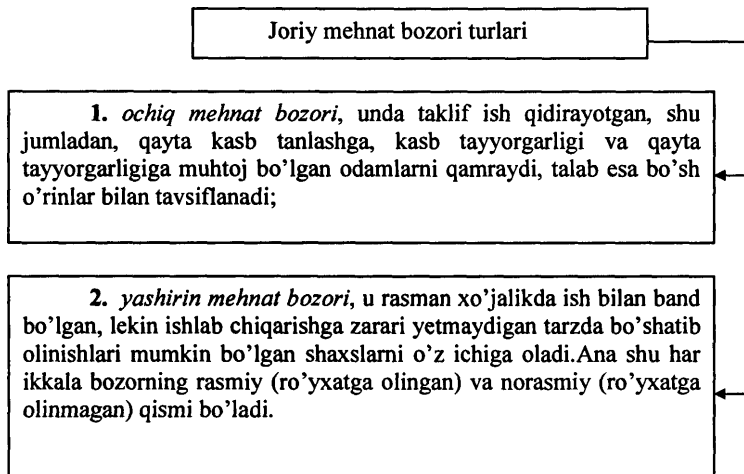 Joriy mehnat bozori turlari
1. ochiq mehnat bozori, unda taklif ish qidirayotgan, shu
jumladan, qayta kasb tanlashga, kasb tayyorgarligi va qayta
tayyorgarligiga muhtoj bo'lgan odamlarni qamraydi, talab esa bo'sh
o'rinlar bilan tavsiflanadi;
2. yashirin mehnat bozori, u rasman xo'jalikda ish bilan band
bo'lgan, lekin ishlab chiqarishga zarari yetmaydigan tarzda bo'shatib
olinishlari mumkin bo'lgan shaxslarni o'z ichiga oladi.Ana shu har
ikkala bozorning rasmiy (ro'yxatga olingan) va norasmiy (ro'yxatga
olinmagan) qismi bo'ladi.